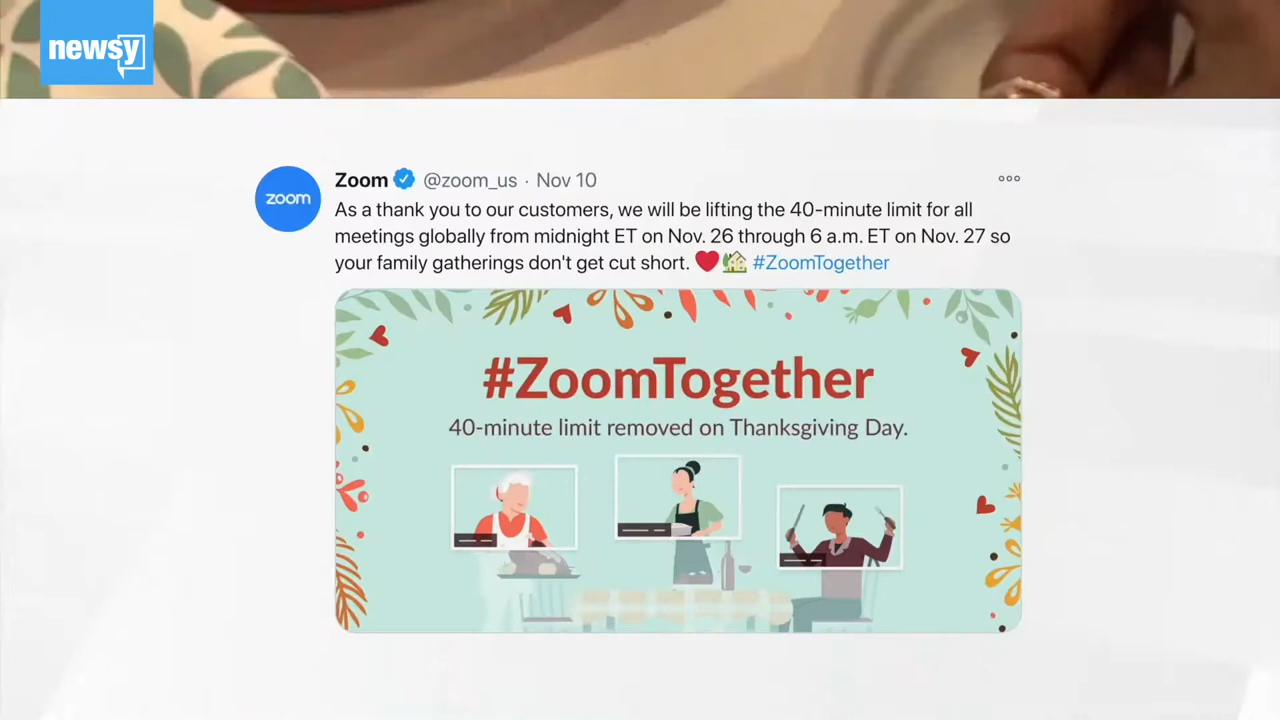 newsy
zoom
Zoom @zoom_us · Nov 10
As a thank you to our customers, we will be lifting the 40-minute limit for all
meetings globally from midnight ET on Nov. 26 through 6 a.m. ET on Nov. 27 so
your family gatherings don't get cut short. ❤️🏡 #ZoomTogether
#ZoomTogether
40-minute limit removed on Thanksgiving Day.